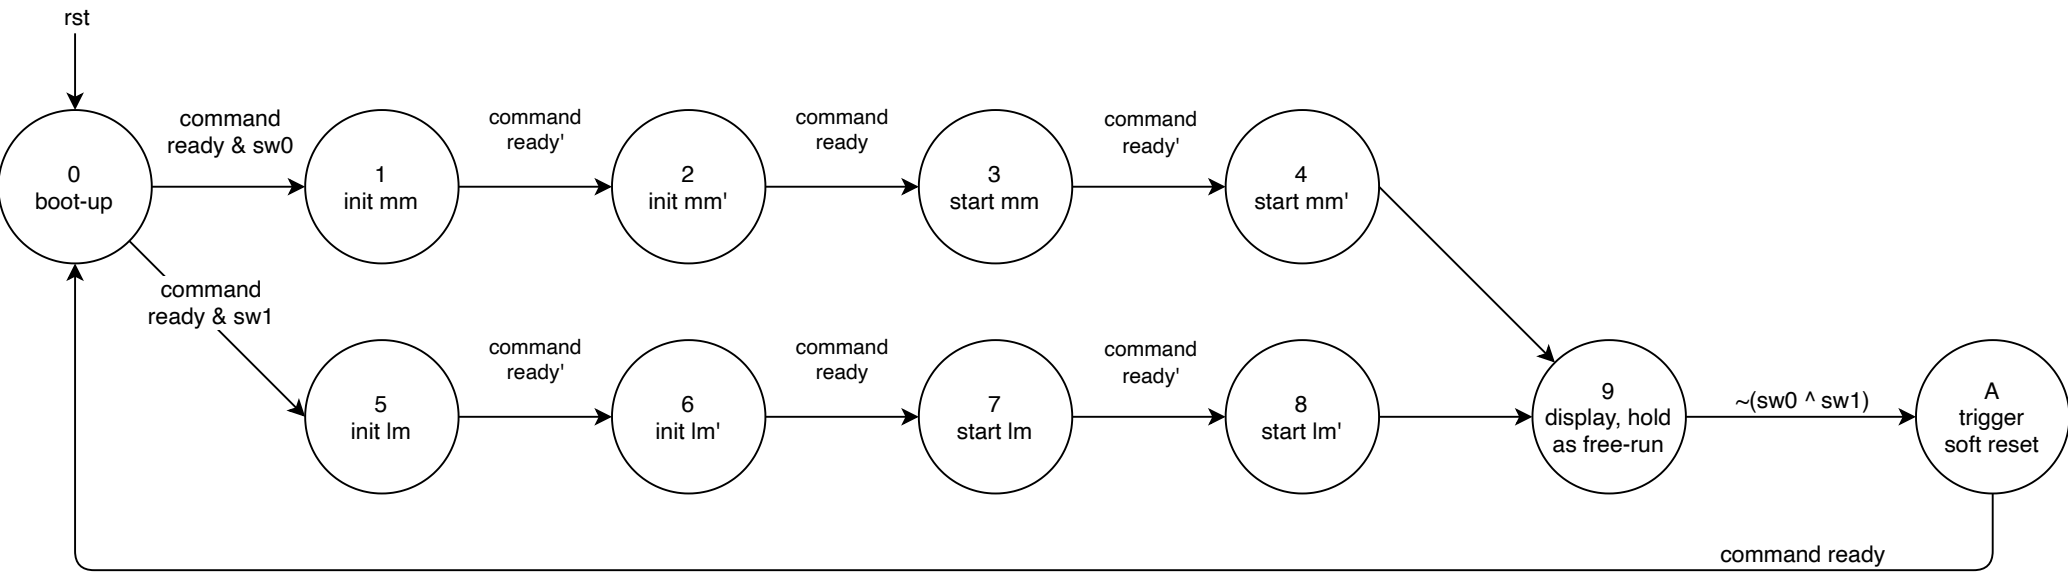 rst
command
ready & sw0
command
ready'
command
ready
command
ready'
0
boot-up
1
init mm
2
init mm'
3
start mm
4
start mm'
command
ready & sw1
command
ready'
command
ready
command
ready'
5
init lm
6
init lm'
7
start lm
8
start lm'
9
display, hold
as free-run
~(sw0 ^ sw1)
A
trigger
soft reset
command ready